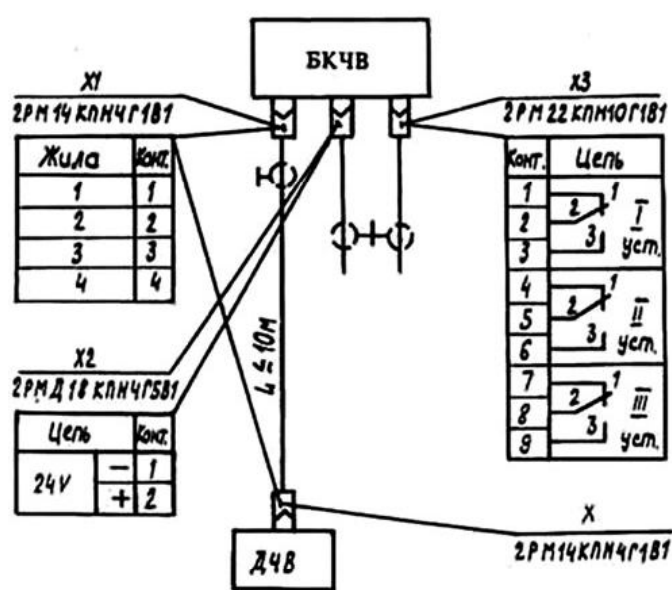 БКЧВ
X1
2РМ14КПН4Г1В1
Жила Конт.
1 1
2 2
3 3
4 4
X3
2РМ22КПН10Г1В1
Конт. Цепь
1
2
3
2 1 3 I уст.
4
5
6
2 1 3 II уст.
7
8
9
2 1 3 III уст.
L ≤ 10м
X2
2РМД18КПН4Г5В1
Цепь Конт.
24V − 1
+ 2
ДЧВ
X
2РМ14КПН4Г1В1